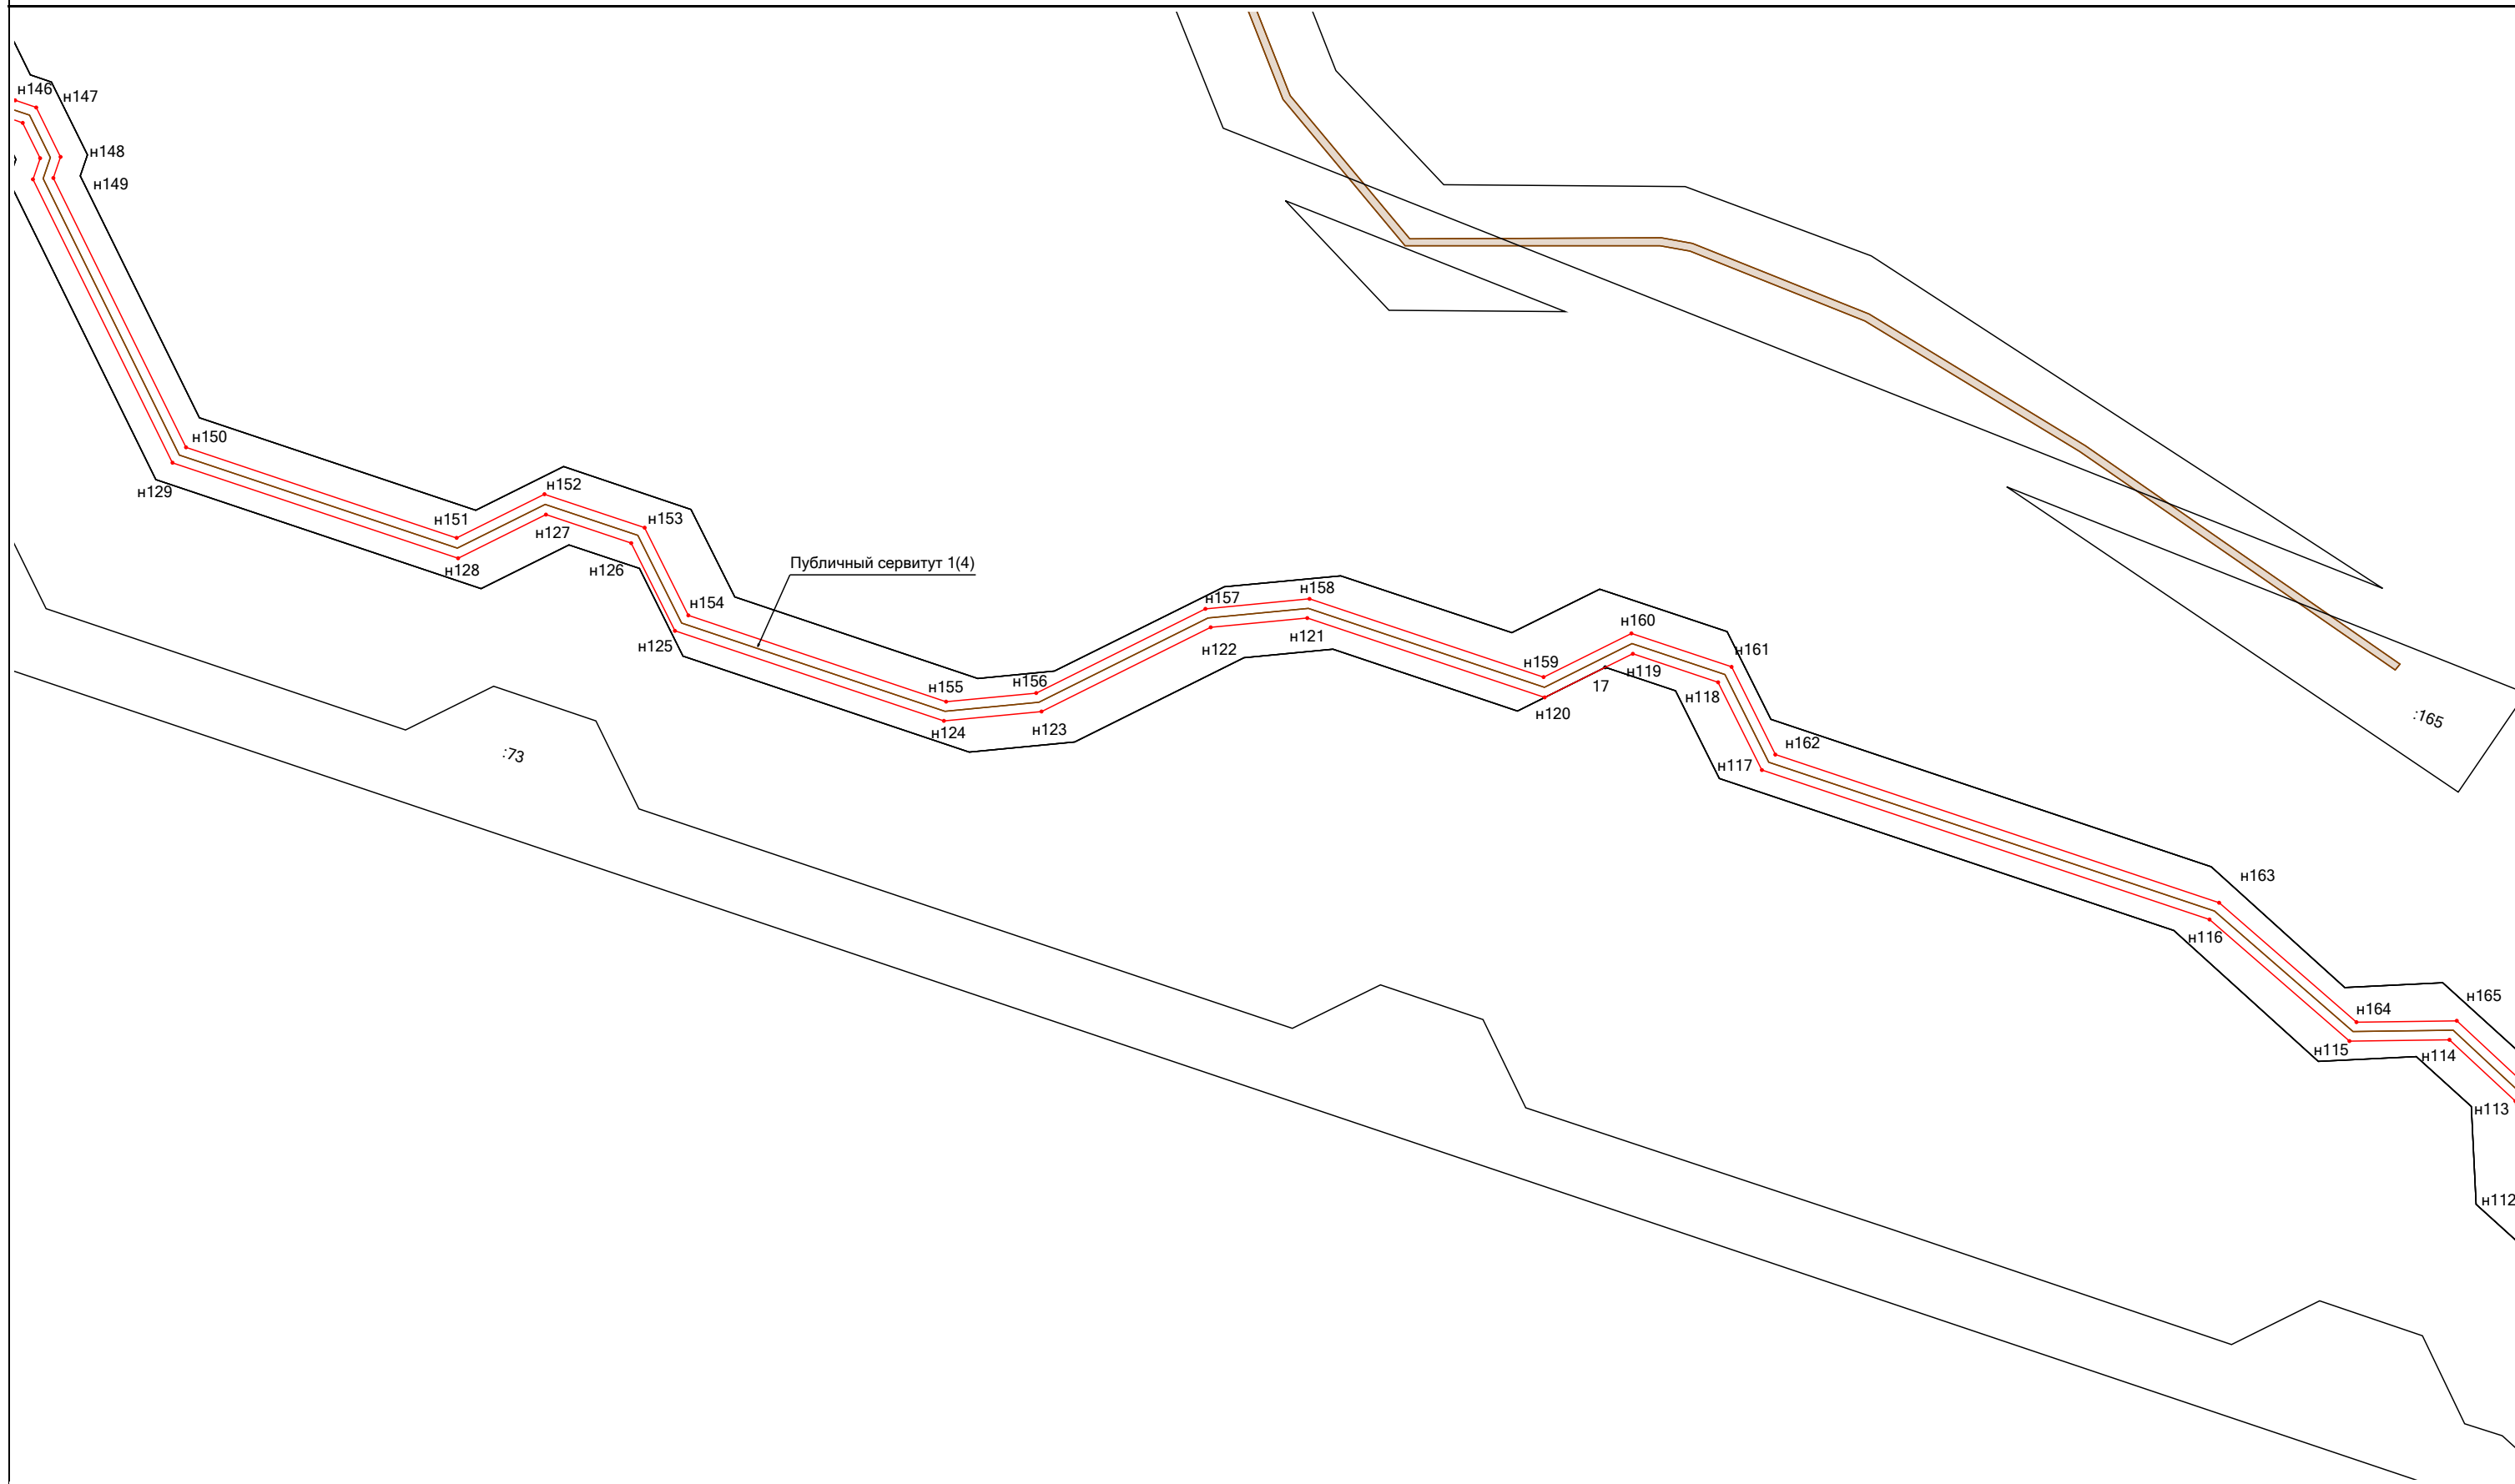 н146
н147
н148
н149
н150
н129
н152
н151
н153
н127
н128
н126
Публичный сервитут 1(4)
н154
н157
н158
н160
н125
н122
н121
н161
н159
н119
н156
н155
17
н118
н120
н124
н123
:165
н162
:73
н117
н163
н116
н165
н164
н115
н114
н113
н112